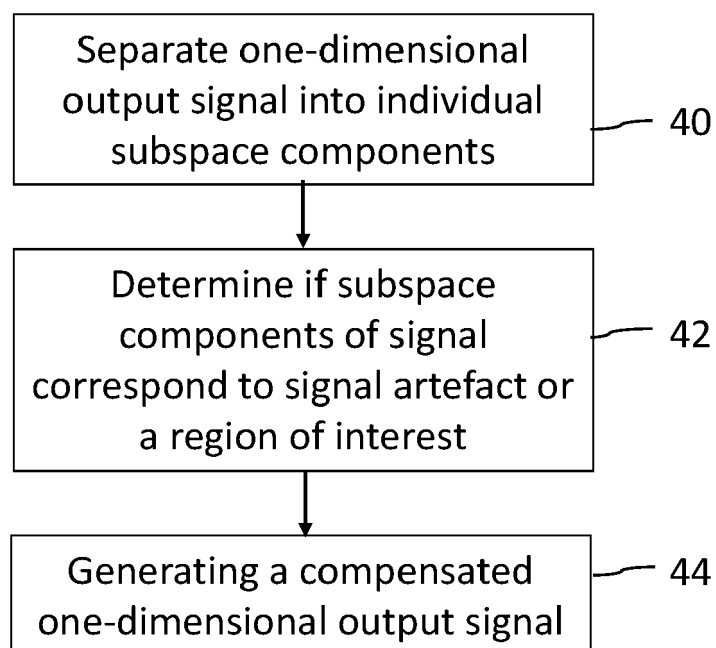 Separate one-dimensional
output signal into individual
subspace components
40
Determine if subspace
components of signal
correspond to signal artefact or
a region of interest
42
Generating a compensated
one-dimensional output signal
44